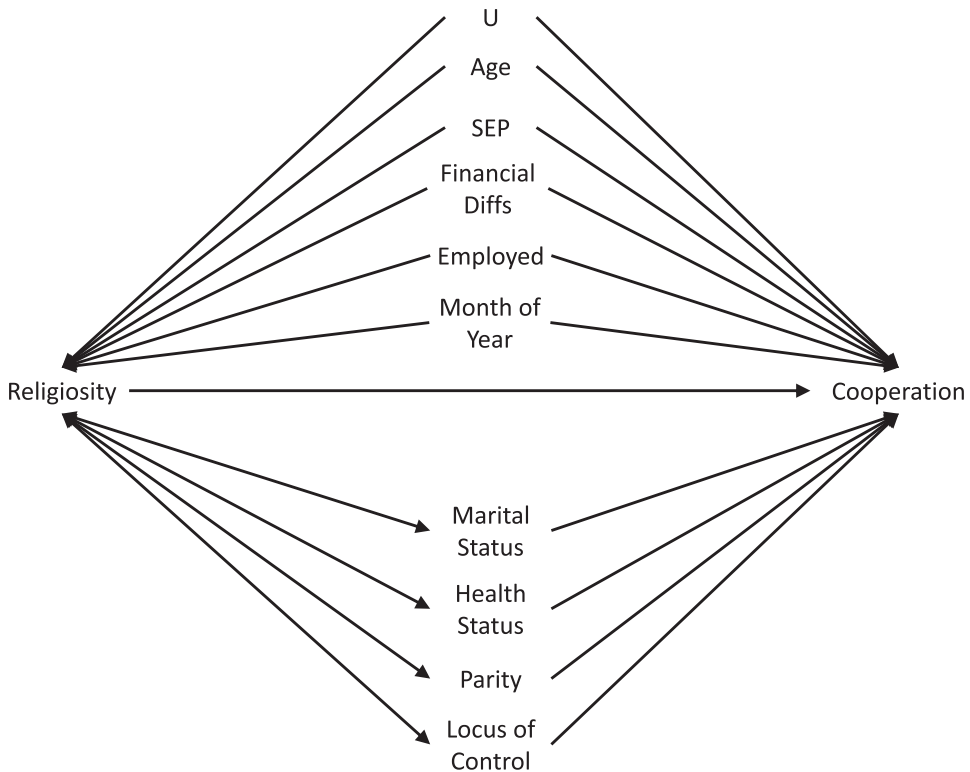 U
Age
SEP
Financial
Diffs
Employed
Month of
Year
Religiosity
Cooperation
Marital
Status
Health
Status
Parity
Locus of
Control